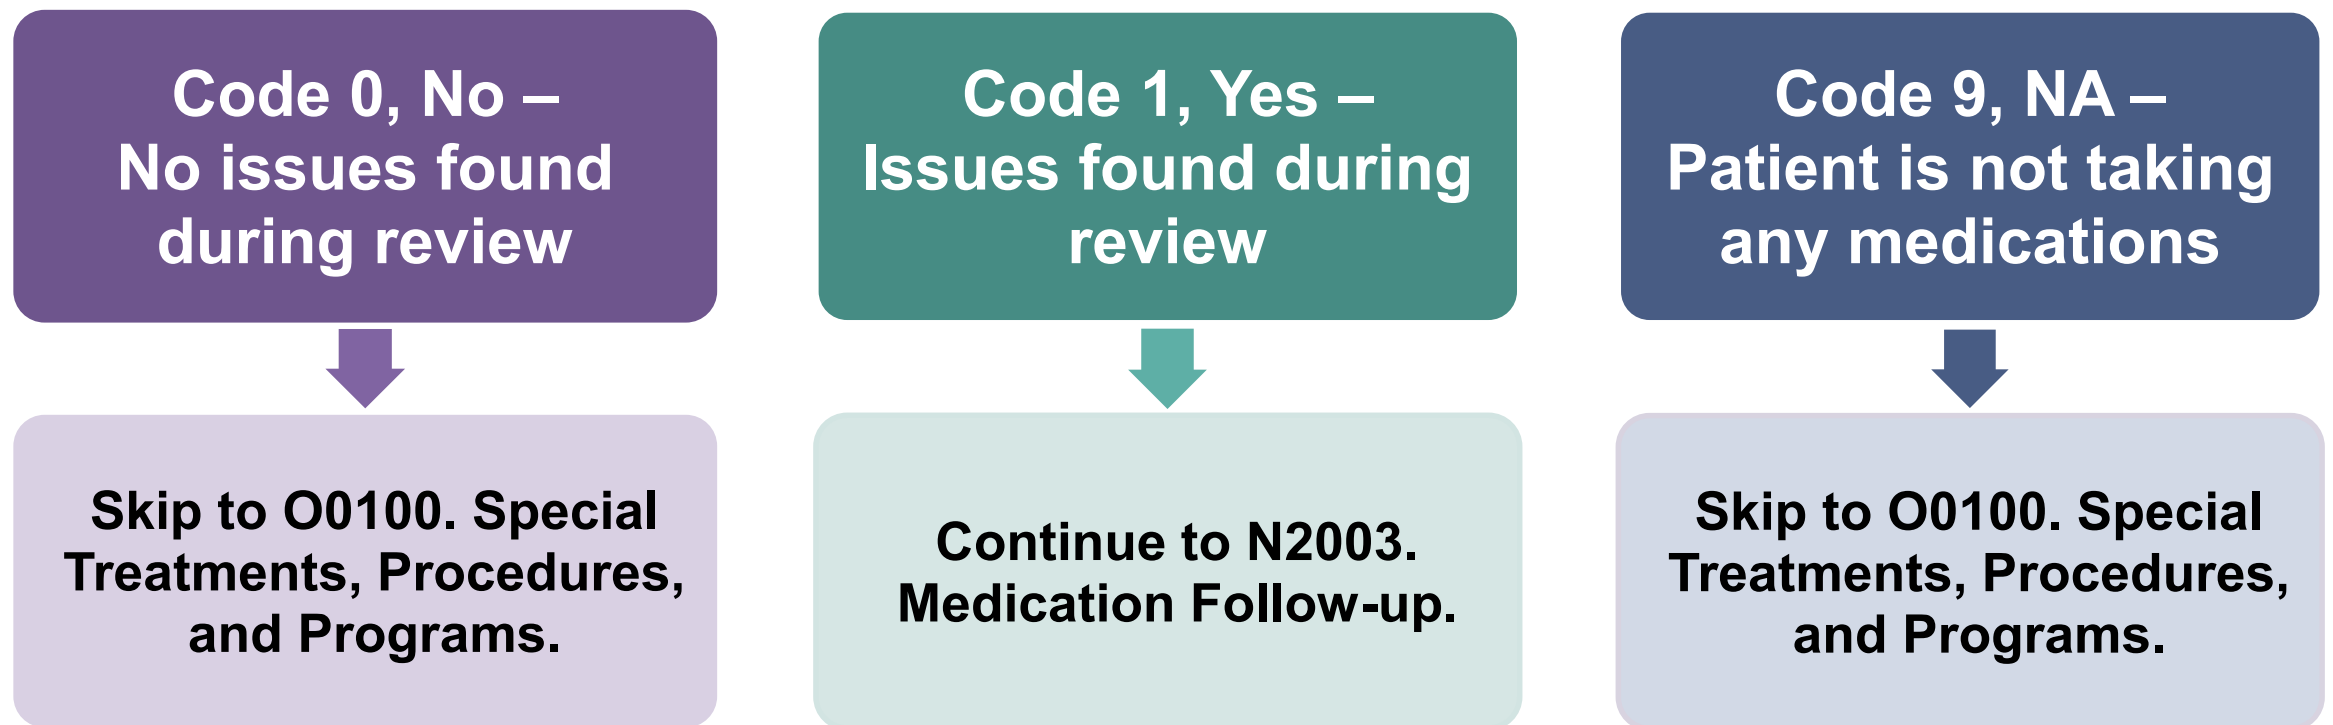 Code 0, No –
No issues found
during review
Code 1, Yes –
Issues found during
review
Code 9, NA –
Patient is not taking
any medications
Skip to O0100. Special
Treatments, Procedures,
and Programs.
Continue to N2003.
Medication Follow-up.
Skip to O0100. Special
Treatments, Procedures,
and Programs.